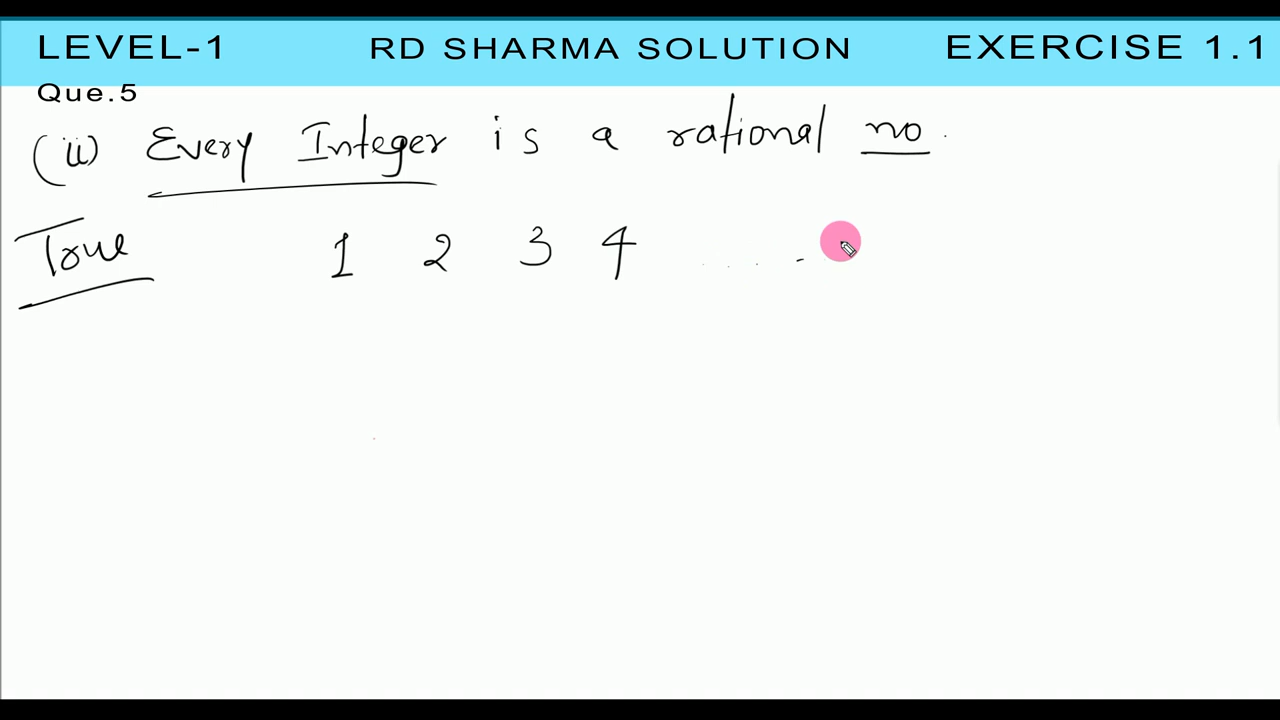 LEVEL-1 RD SHARMA SOLUTION EXERCISE 1.1
Que.5
(ii) Every Integer is a rational no.
True 1 2 3 4 .....